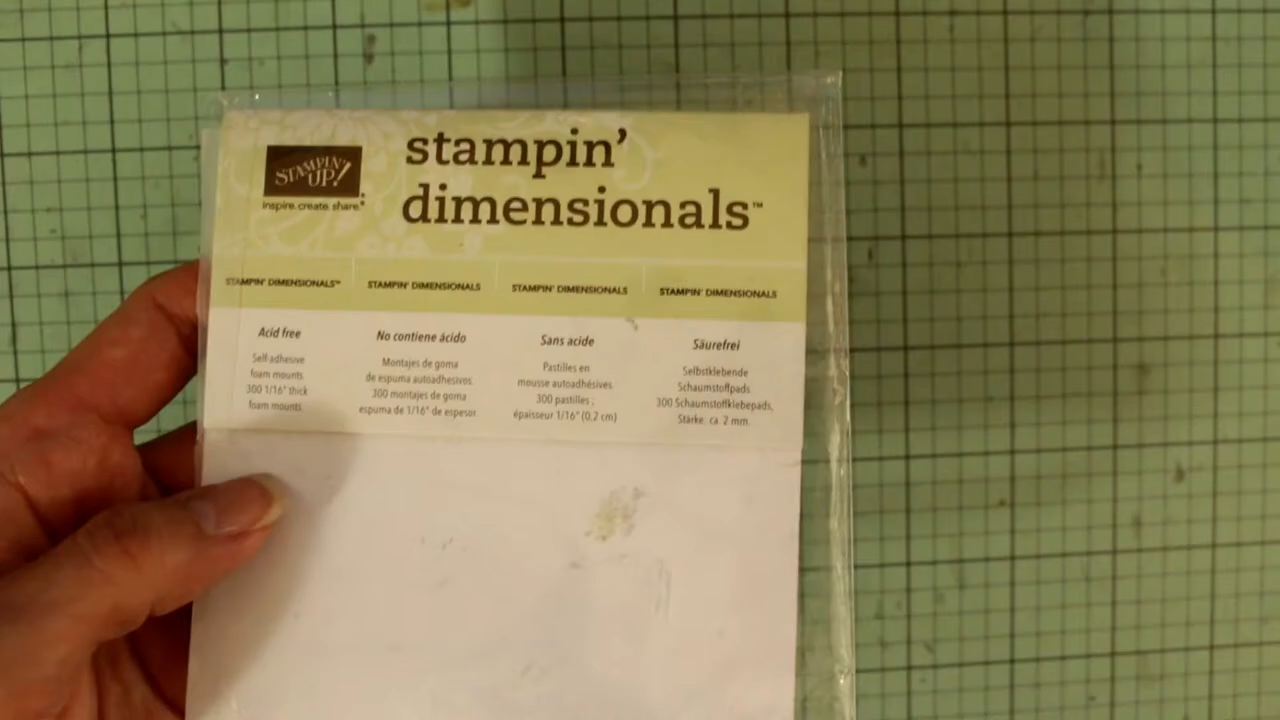 STAMPIN' UP!
inspire. create. share.
stampin'
dimensionals™
STAMPIN' DIMENSIONALS™
Acid free
Self-adhesive
foam mounts.
300 1/16" thick
foam mounts.
STAMPIN' DIMENSIONALS
No contiene ácido
Montajes de goma
de espuma autoadhesivos.
300 montajes de goma
espuma de 1/16" de espesor.
STAMPIN' DIMENSIONALS
Sans acide
Pastilles en
mousse autoadhésives.
300 pastilles ;
épaisseur 1/16" (0,2 cm)
STAMPIN' DIMENSIONALS
Säurefrei
Selbstklebende
Schaumstoffpads.
300 Schaumstoffklebepads,
Stärke: ca. 2 mm.